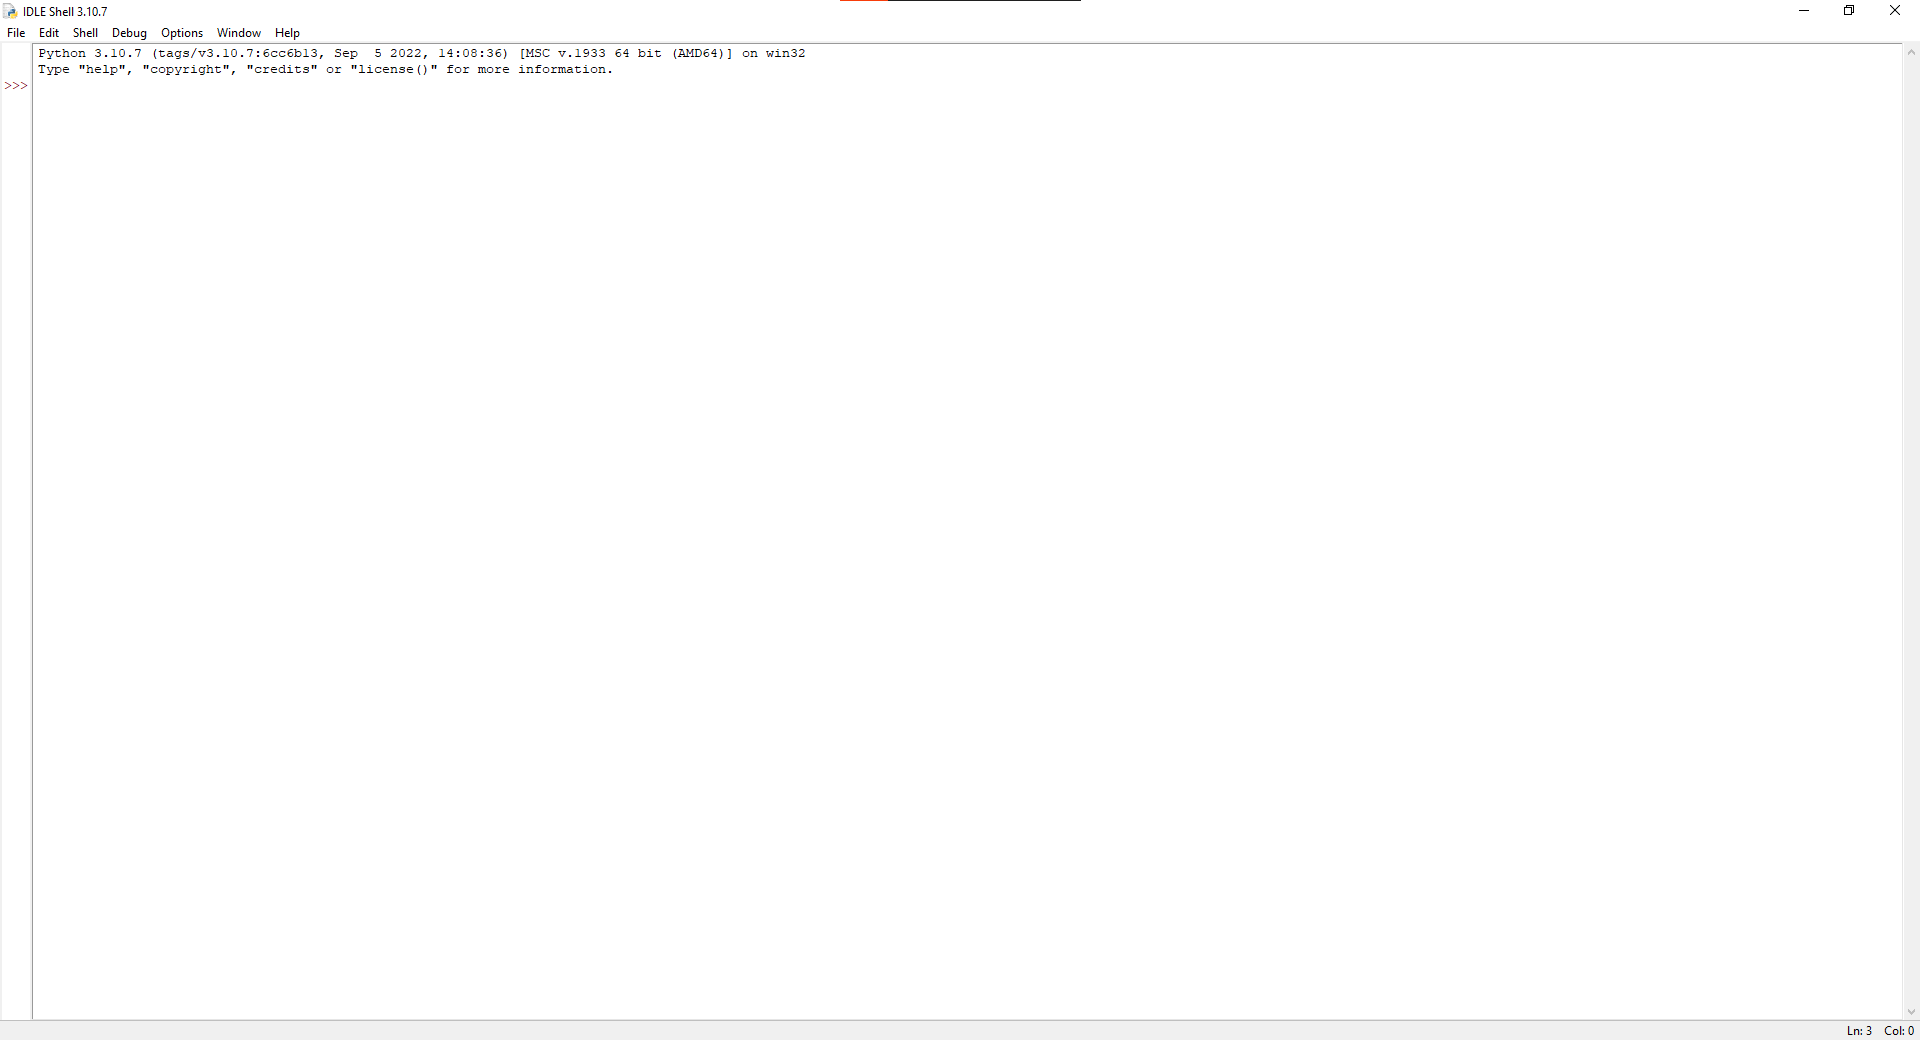 IDLE Shell 3.10.7
File Edit Shell Debug Options Window Help
Python 3.10.7 (tags/v3.10.7:6cc6b13, Sep  5 2022, 14:08:36) [MSC v.1933 64 bit (AMD64)] on win32
Type "help", "copyright", "credits" or "license()" for more information.
>>>
Ln: 3 Col: 0